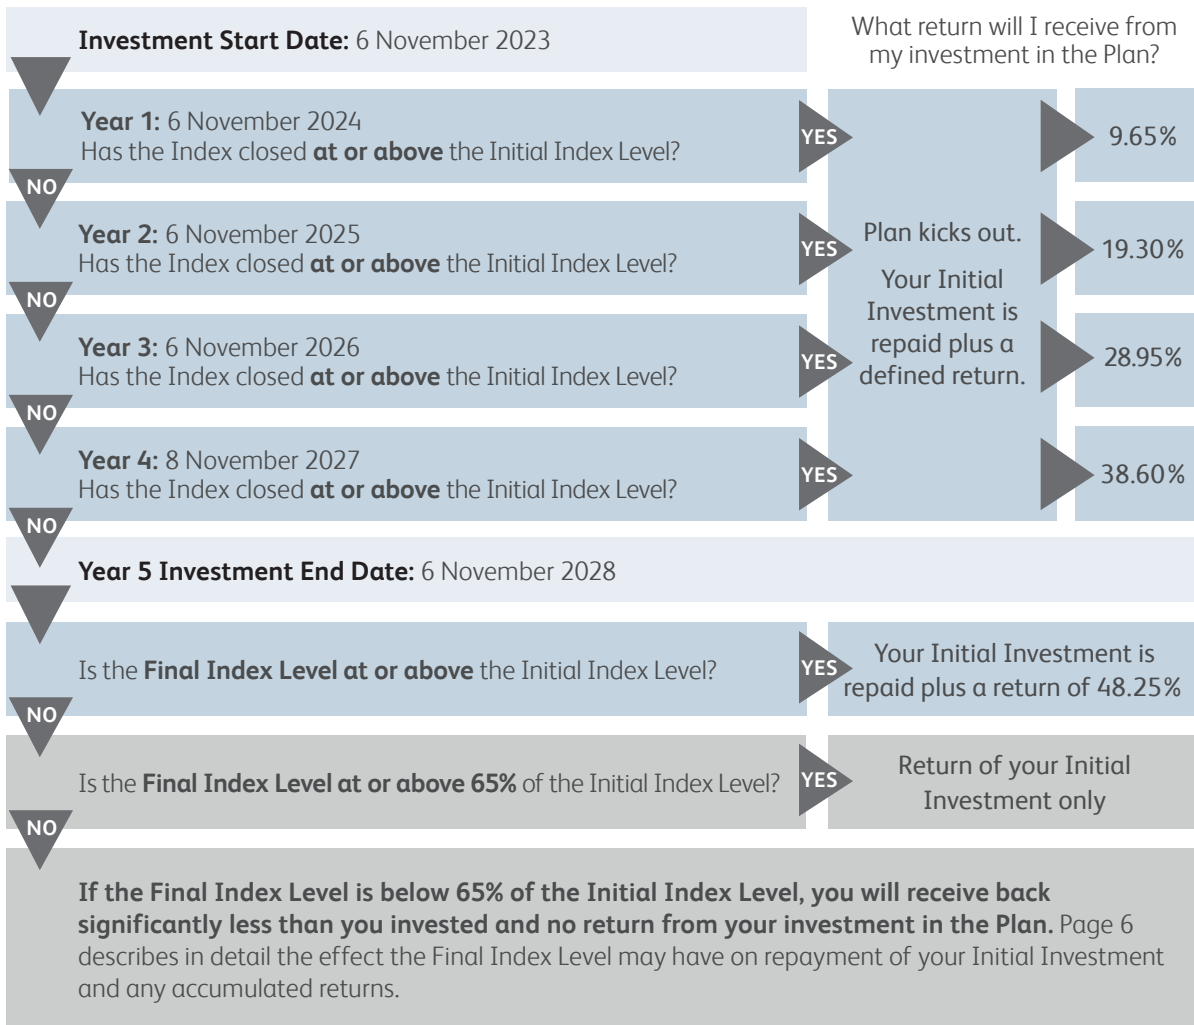 Investment Start Date: 6 November 2023
What return will I receive from
my investment in the Plan?
Year 1: 6 November 2024
Has the Index closed at or above the Initial Index Level?
YES
9.65%
NO
Year 2: 6 November 2025
Has the Index closed at or above the Initial Index Level?
YES
Plan kicks out.
Your Initial
Investment is
repaid plus a
defined return.
19.30%
NO
Year 3: 6 November 2026
Has the Index closed at or above the Initial Index Level?
YES
28.95%
NO
Year 4: 8 November 2027
Has the Index closed at or above the Initial Index Level?
YES
38.60%
NO
Year 5 Investment End Date: 6 November 2028
Is the Final Index Level at or above the Initial Index Level?
YES
Your Initial Investment is
repaid plus a return of 48.25%
NO
Is the Final Index Level at or above 65% of the Initial Index Level?
YES
Return of your Initial
Investment only
NO
If the Final Index Level is below 65% of the Initial Index Level, you will receive back
significantly less than you invested and no return from your investment in the Plan. Page 6
describes in detail the effect the Final Index Level may have on repayment of your Initial Investment
and any accumulated returns.